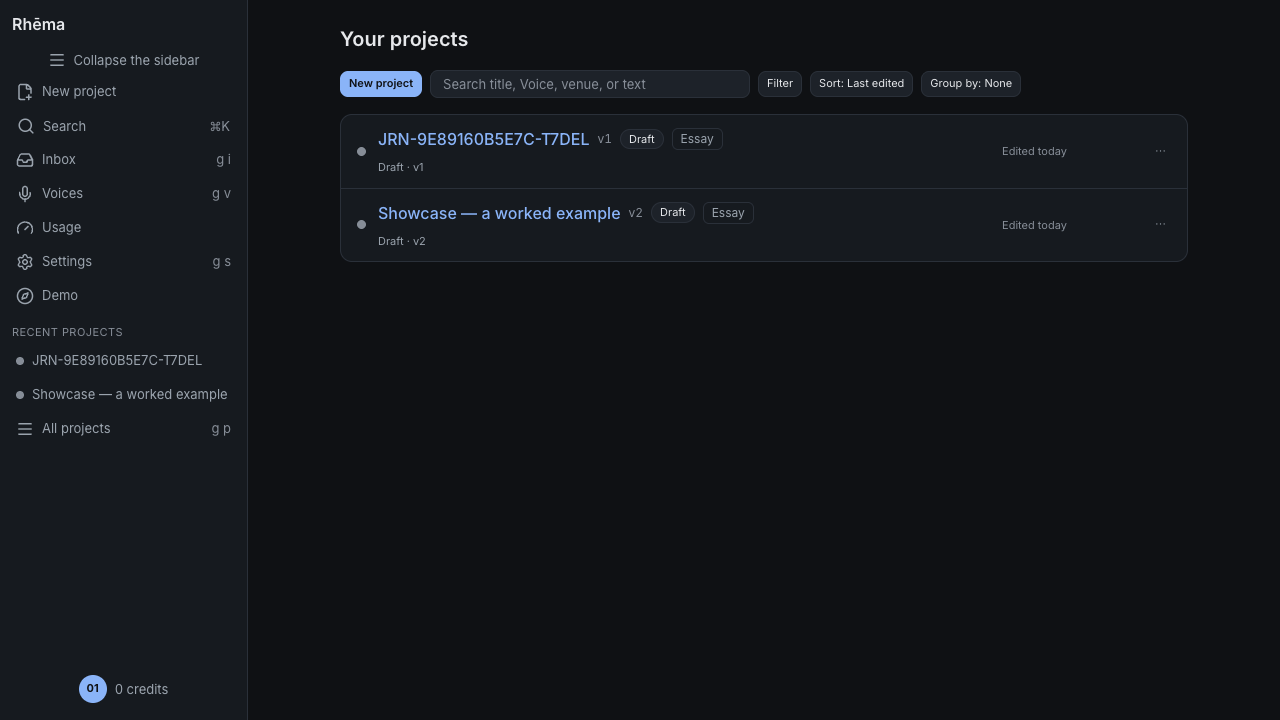 Rhēma
Collapse the sidebar
New project
Search ⌘K
Inbox g i
Voices g v
Usage
Settings g s
Demo
RECENT PROJECTS
JRN-9E89160B5E7C-T7DEL
Showcase — a worked example
All projects g p
01 0 credits
Your projects
New project Search title, Voice, venue, or text Filter Sort: Last edited Group by: None
JRN-9E89160B5E7C-T7DEL v1 Draft Essay
Draft · v1
Edited today ...
Showcase — a worked example v2 Draft Essay
Draft · v2
Edited today ...